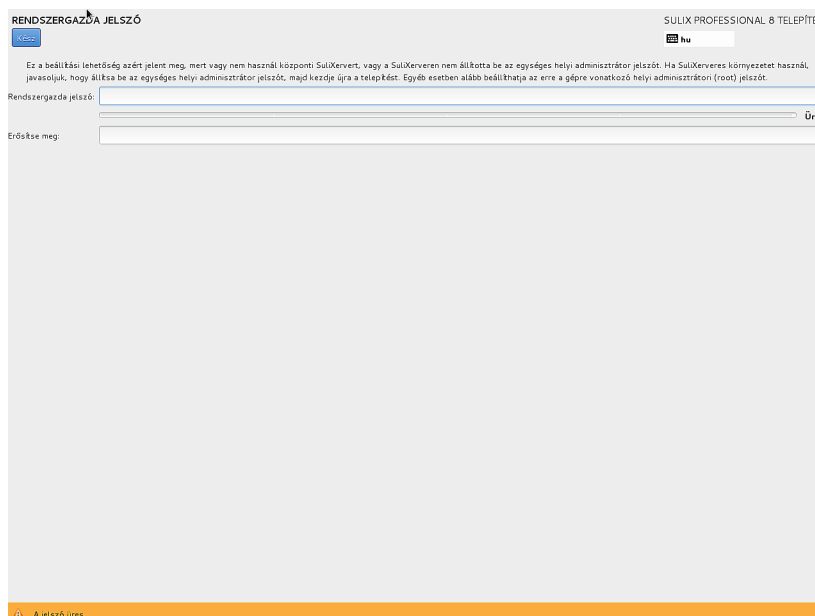 RENDSZERGAZDA JELSZÓ
SULIX PROFESSIONAL 8 TELEPÍTÉ
Kész
hu
Ez a beállítási lehetőség azért jelent meg, mert vagy nem használ központi SuliXervert, vagy a SuliXerveren nem állította be az egységes helyi adminisztrátor jelszót. Ha SuliXerveres környezetet használ,
javasoljuk, hogy állítsa be az egységes helyi adminisztrátor jelszót, majd kezdje újra a telepítést. Egyéb esetben alább beállíthatja az erre a gépre vonatkozó helyi adminisztrátori (root) jelszót.
Rendszergazda jelszó:
Ür
Erősítse meg:
A jelszó üres